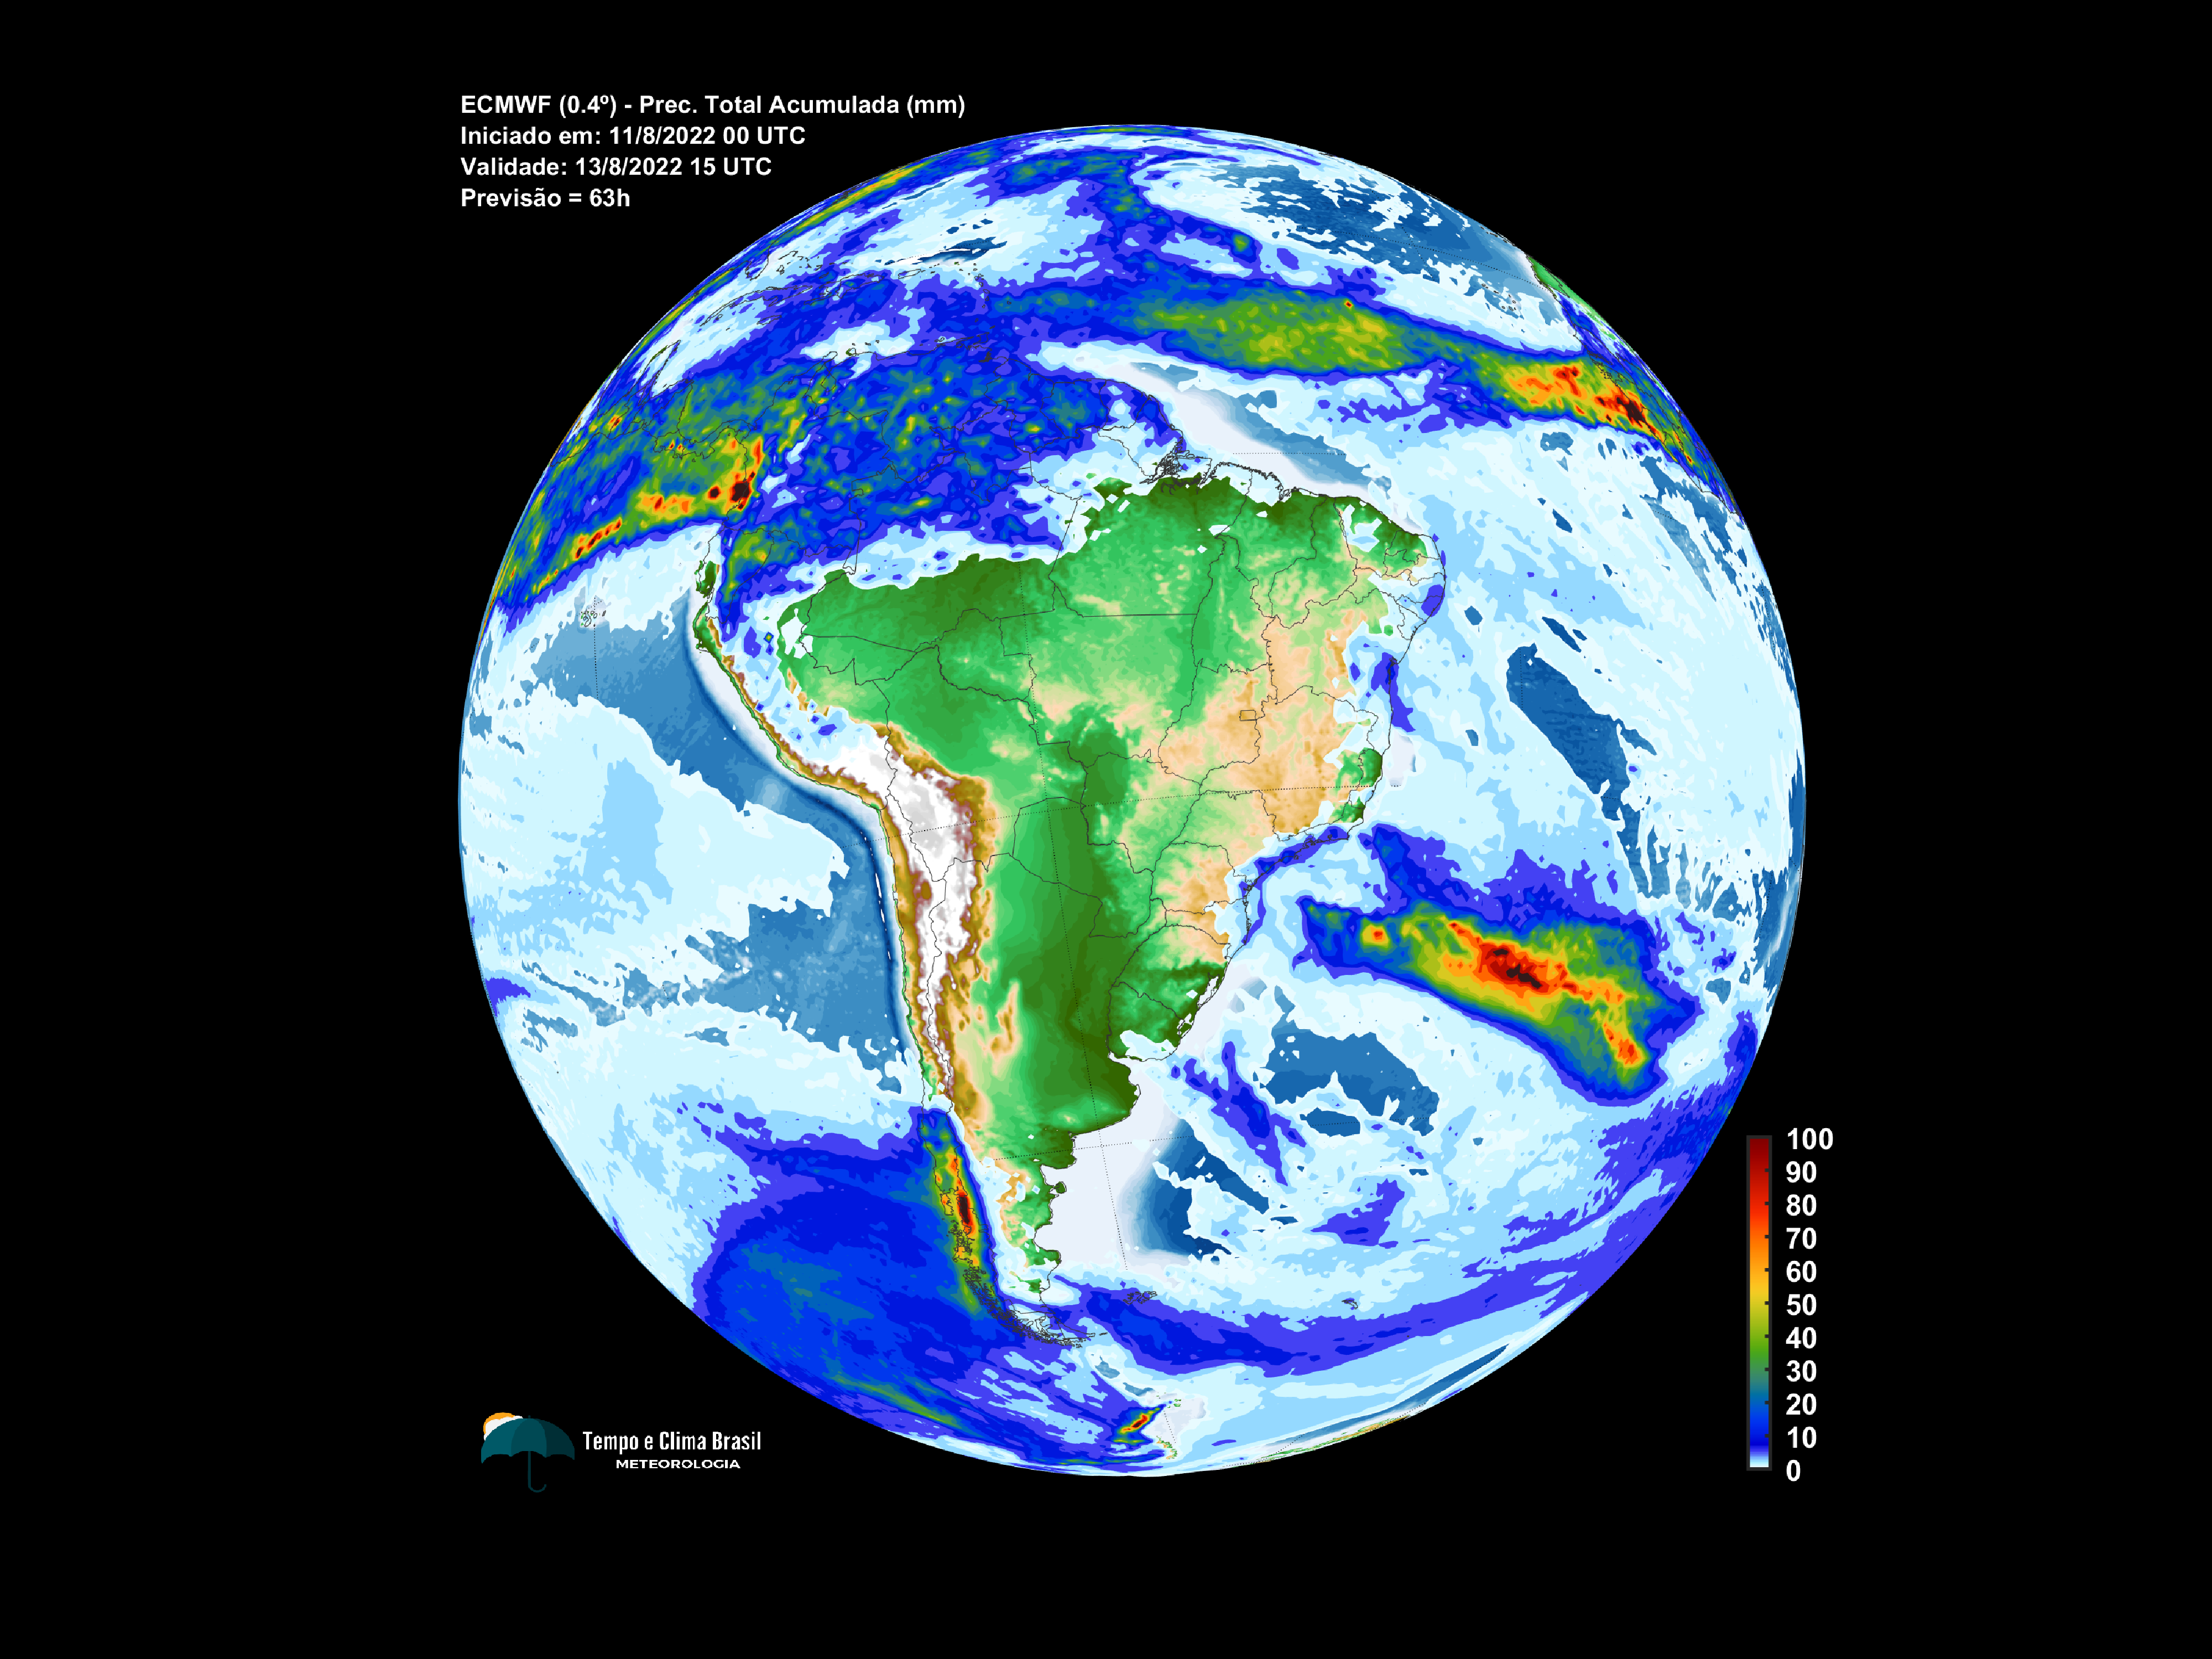 ECMWF (0.4º) - Prec. Total Acumulada (mm)
Iniciado em: 11/8/2022 00 UTC
Validade: 13/8/2022 15 UTC
Previsão = 63h
100
90
80
70
60
50
40
30
20
10
0
Tempo e Clima Brasil
METEOROLOGIA